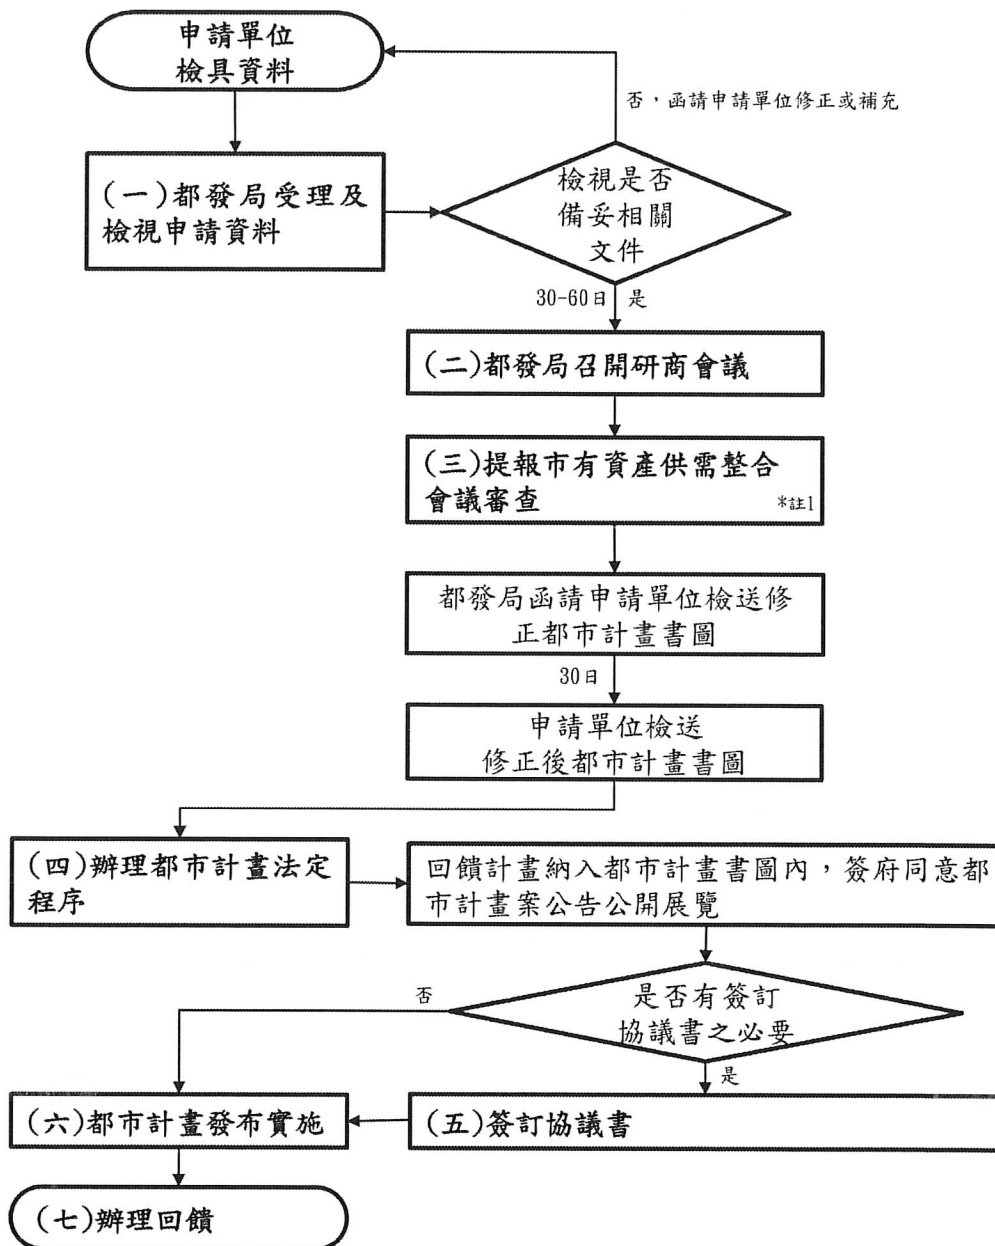 申請單位
檢具資料
否，函請申請單位修正或補充
(一)都發局受理及
檢視申請資料
檢視是否
備妥相關
文件
30-60日 是
(二)都發局召開研商會議
(三)提報市有資產供需整合
會議審查 *註1
都發局函請申請單位檢送修
正都市計畫書圖
30日
申請單位檢送
修正後都市計畫書圖
(四)辦理都市計畫法定
程序
回饋計畫納入都市計畫書圖內，簽府同意都
市計畫案公告公開展覽
否
是否有簽訂
協議書之必要
是
(六)都市計畫發布實施
(五)簽訂協議書
(七)辦理回饋